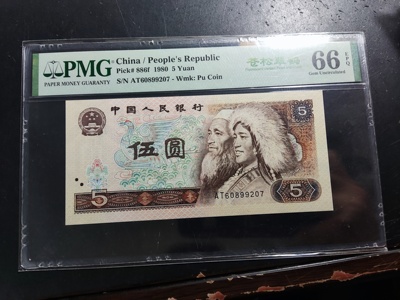 PMG
PAPER MONEY GUARANTY
China / People's Republic
Pick# 886f 1980 5 Yuan
S/N AT60899207 - Wmk: Pu Coin
66 EPQ
Gem Uncirculated
中国人民银行
5
伍圆
5
5
AT60899207